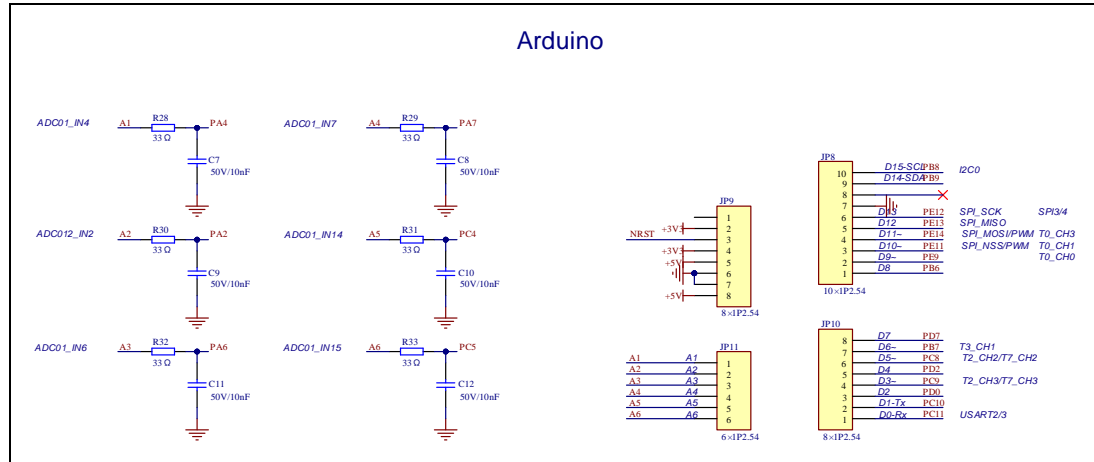 Arduino
ADC01_IN4 A1 R28 33Ω PA4 C7 50V/10nF
ADC01_IN7 A4 R29 33Ω PA7 C8 50V/10nF
ADC012_IN2 A2 R30 33Ω PA2 C9 50V/10nF
ADC01_IN14 A5 R31 33Ω PC4 C10 50V/10nF
ADC01_IN6 A3 R32 33Ω PA6 C11 50V/10nF
ADC01_IN15 A6 R33 33Ω PC5 C12 50V/10nF
JP9
1
+3V3 2
NRST 3
+3V3 4
+5V 5
6
7
+5V 8
8×1P2.54
JP11
A1 A1 1
A2 A2 2
A3 A3 3
A4 A4 4
A5 A5 5
A6 A6 6
6×1P2.54
JP8
10 D15-SCL PB8 I2C0
9 D14-SDA PB9
8
7
6 D13 PE12 SPI_SCK SPI3/4
5 D12 PE13 SPI_MISO
4 D11~ PE14 SPI_MOSI/PWM T0_CH3
3 D10~ PE11 SPI_NSS/PWM T0_CH1
2 D9~ PE9 T0_CH0
1 D8 PB6
10×1P2.54
JP10
8 D7 PD7
7 D6~ PB7 T3_CH1
6 D5~ PC8 T2_CH2/T7_CH2
5 D4 PD2
4 D3~ PC9 T2_CH3/T7_CH3
3 D2 PD0
2 D1-Tx PC10
1 D0-Rx PC11 USART2/3
8×1P2.54